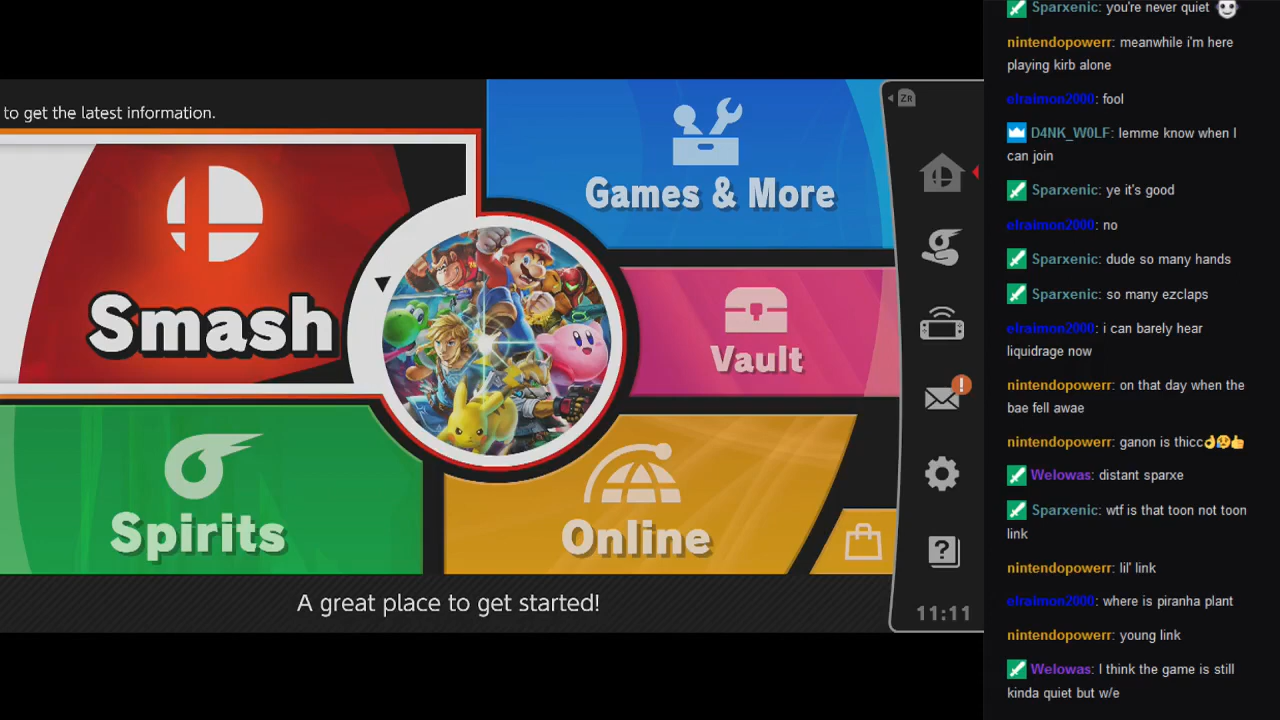 to get the latest information.
Smash
Games & More
Vault
Spirits
Online
ZR
!
?
11:11
A great place to get started!
Sparxenic: you're never quiet
nintendopowerr: meanwhile i'm here
playing kirb alone
elraimon2000: fool
D4NK_W0LF: lemme know when I
can join
Sparxenic: ye it's good
elraimon2000: no
Sparxenic: dude so many hands
Sparxenic: so many ezclaps
elraimon2000: i can barely hear
liquidrage now
nintendopowerr: on that day when the
bae fell awae
nintendopowerr: ganon is thicc👌😥👍
Welowas: distant sparxe
Sparxenic: wtf is that toon not toon
link
nintendopowerr: lil' link
elraimon2000: where is piranha plant
nintendopowerr: young link
Welowas: I think the game is still
kinda quiet but w/e